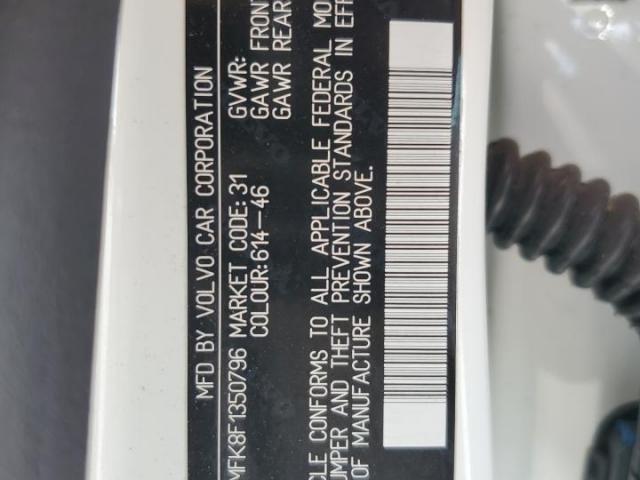 MFD BY VOLVO CAR CORPORATION
MFK8F1350796 MARKET CODE: 31
COLOUR: 614-46
GVWR:
GAWR FRONT
GAWR REAR
CLE CONFORMS TO ALL APPLICABLE FEDERAL MO
UMPER AND THEFT PREVENTION STANDARDS IN EFF
OF MANUFACTURE SHOWN ABOVE.